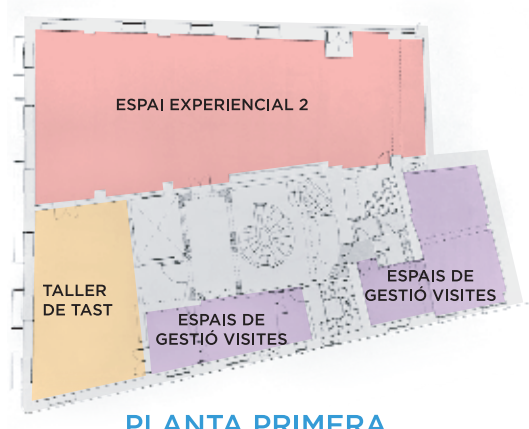 ESPAI EXPERIENCIAL 2
TALLER
DE TAST
ESPAIS DE
GESTIÓ VISITES
ESPAIS DE
GESTIÓ VISITES
PLANTA PRIMERA